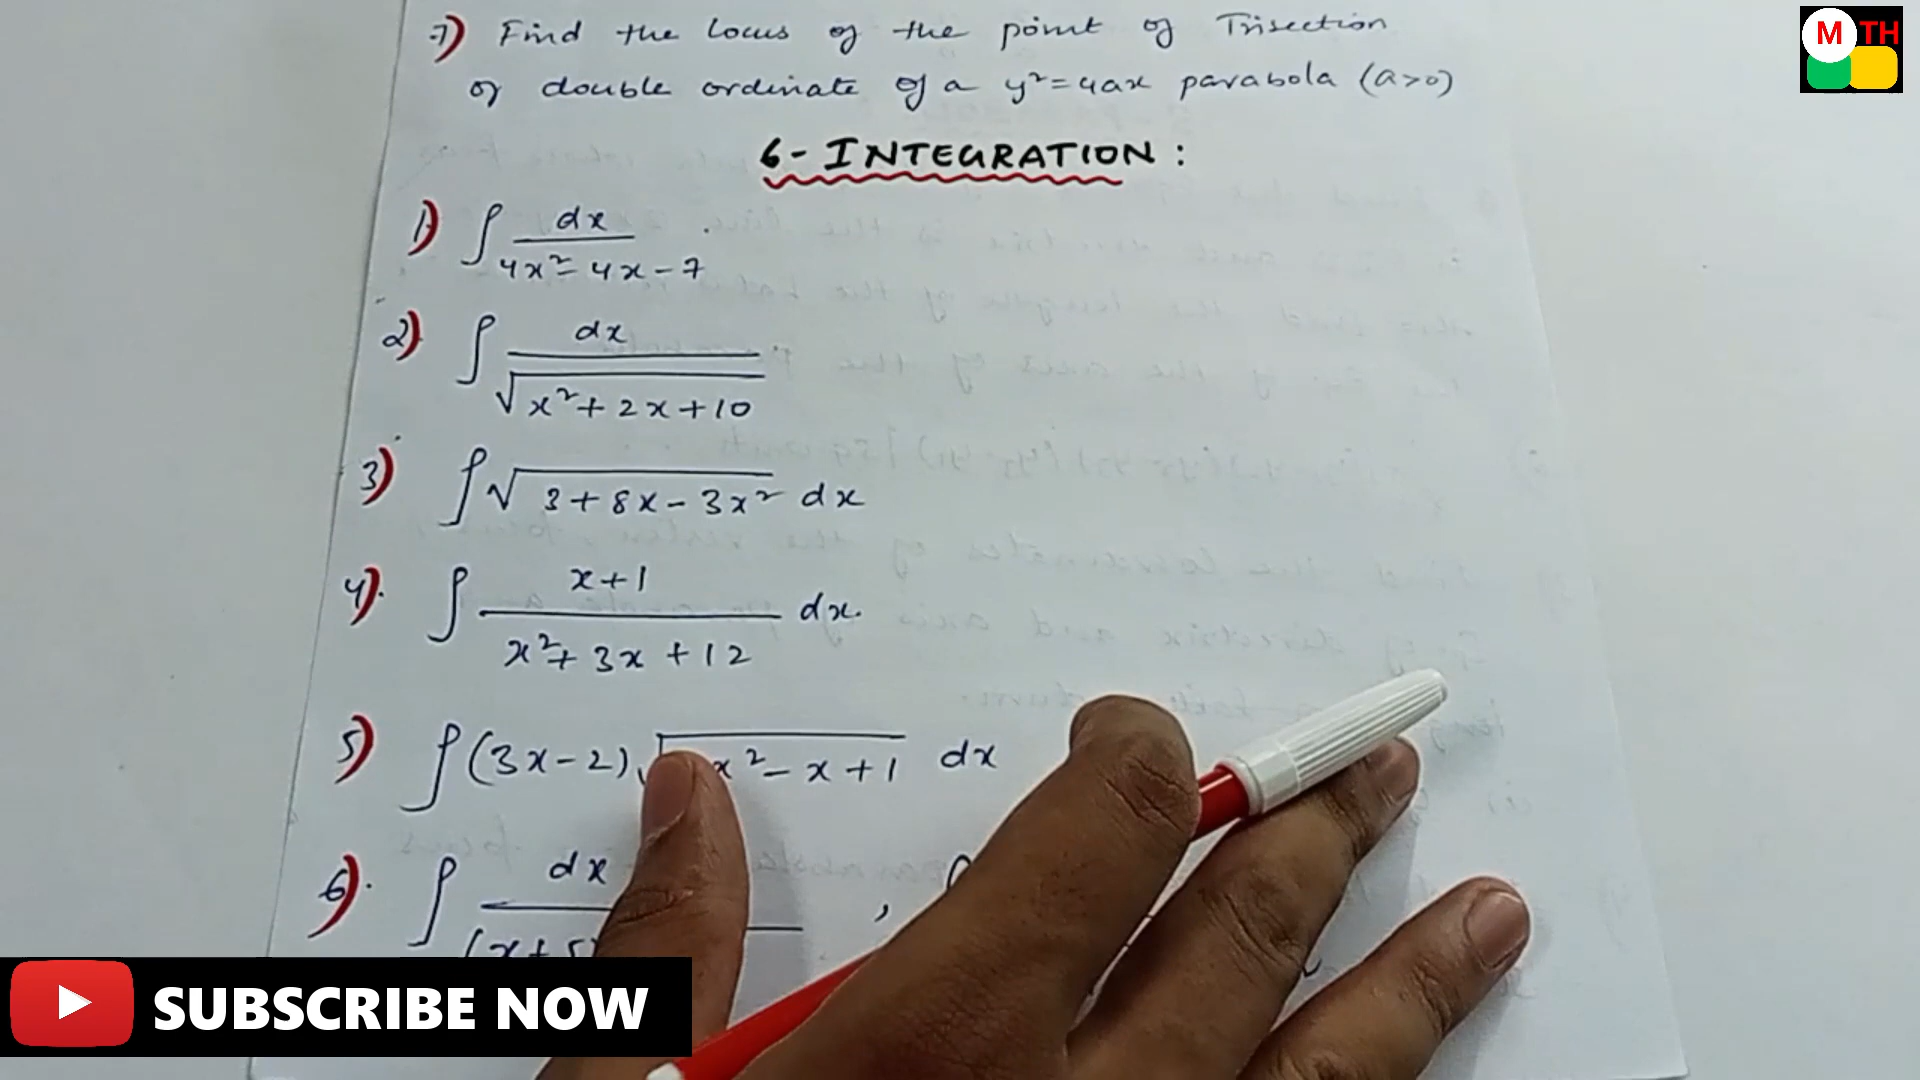 7) Find the locus of the point of Trisection
of double ordinate of a y²=4ax parabola (a>0)
6-INTEGRATION:
1) ∫ dx / 4x²-4x-7
2) ∫ dx / √x²+2x+10
3) ∫√3+8x-3x² dx
4) ∫ x+1 / x²+3x+12 dx.
5) ∫(3x-2)√ x²-x+1 dx
6) ∫ dx / (x+5) ,
M TH
SUBSCRIBE NOW